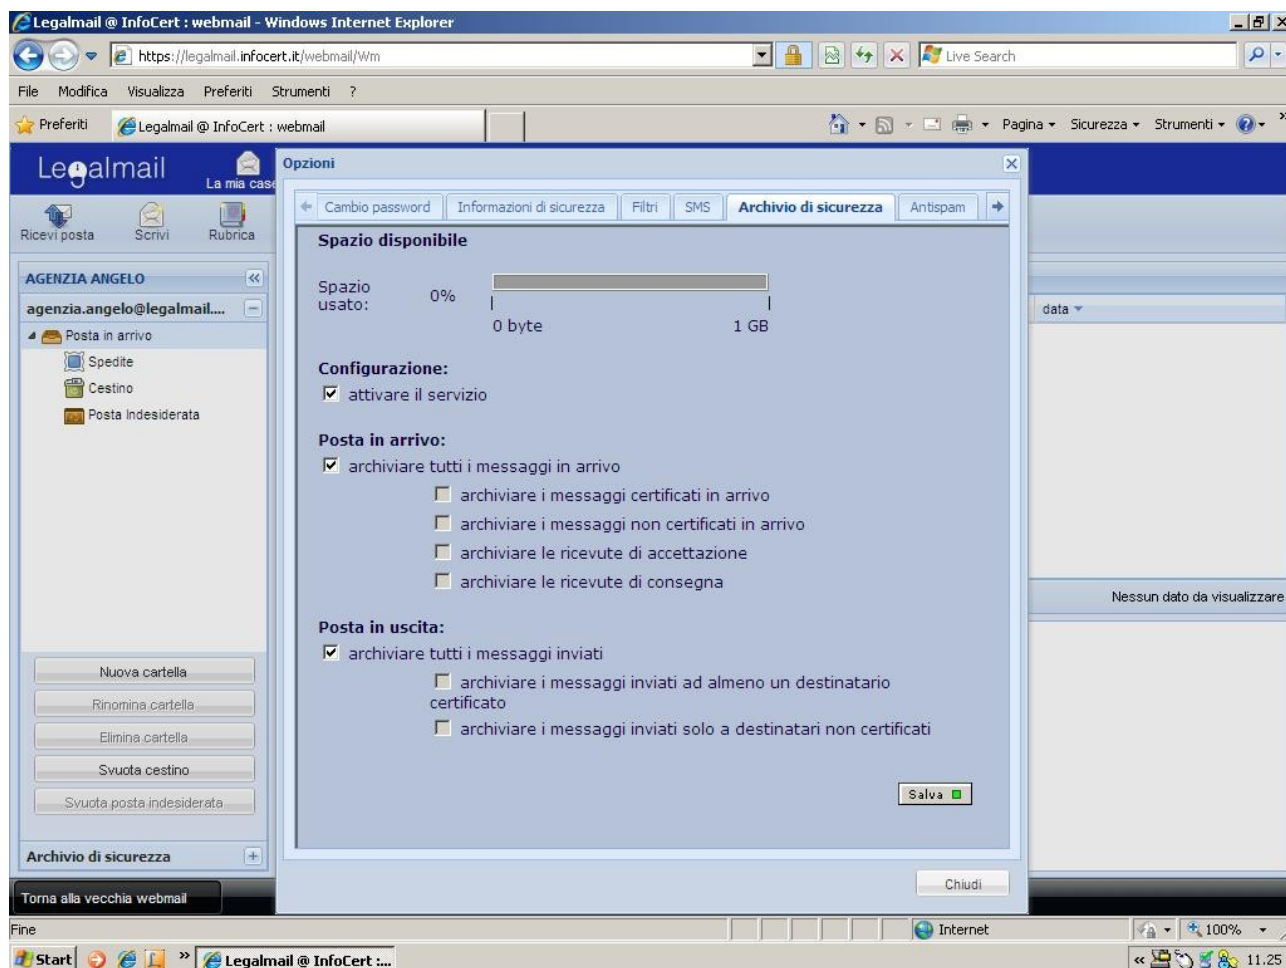 Legalmail @ InfoCert : webmail - Windows Internet Explorer
https://legalmail.infocert.it/webmail/Wm
Live Search
File Modifica Visualizza Preferiti Strumenti ?
Preferiti Legalmail @ InfoCert : webmail Pagina Sicurezza Strumenti »
Legalmail
La mia case
Ricevi posta Scrivi Rubrica
AGENZIA ANGELO
agenzia.angelo@legalmail....
Posta in arrivo
Spedite
Cestino
Posta Indesiderata
Nuova cartella
Rinomina cartella
Elimina cartella
Svuota cestino
Svuota posta indesiderata
Archivio di sicurezza
Torna alla vecchia webmail
Opzioni
Cambio password Informazioni di sicurezza Filtri SMS Archivio di sicurezza Antispam
Spazio disponibile
Spazio
usato:
0%
0 byte 1 GB
Configurazione:
attivare il servizio
Posta in arrivo:
archiviare tutti i messaggi in arrivo
archiviare i messaggi certificati in arrivo
archiviare i messaggi non certificati in arrivo
archiviare le ricevute di accettazione
archiviare le ricevute di consegna
Posta in uscita:
archiviare tutti i messaggi inviati
archiviare i messaggi inviati ad almeno un destinatario
certificato
archiviare i messaggi inviati solo a destinatari non certificati
Salva
Chiudi
data
Nessun dato da visualizzare
Fine Internet 100%
Start » Legalmail @ InfoCert :... « 11.25